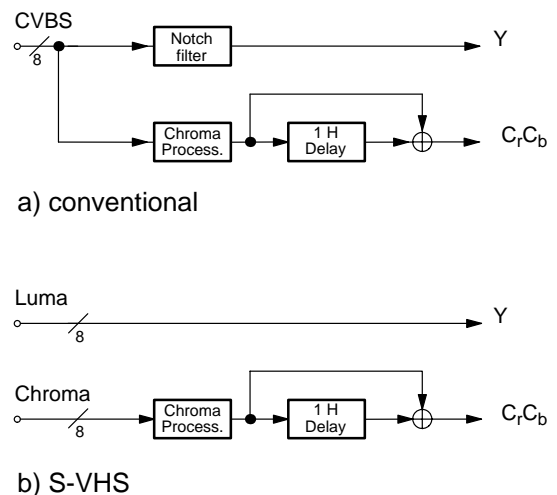 CVBS
8
Notch
filter
Y
Chroma
Process.
1 H
Delay
CrCb
a) conventional
Luma
8
Y
Chroma
8
Chroma
Process.
1 H
Delay
CrCb
b) S-VHS